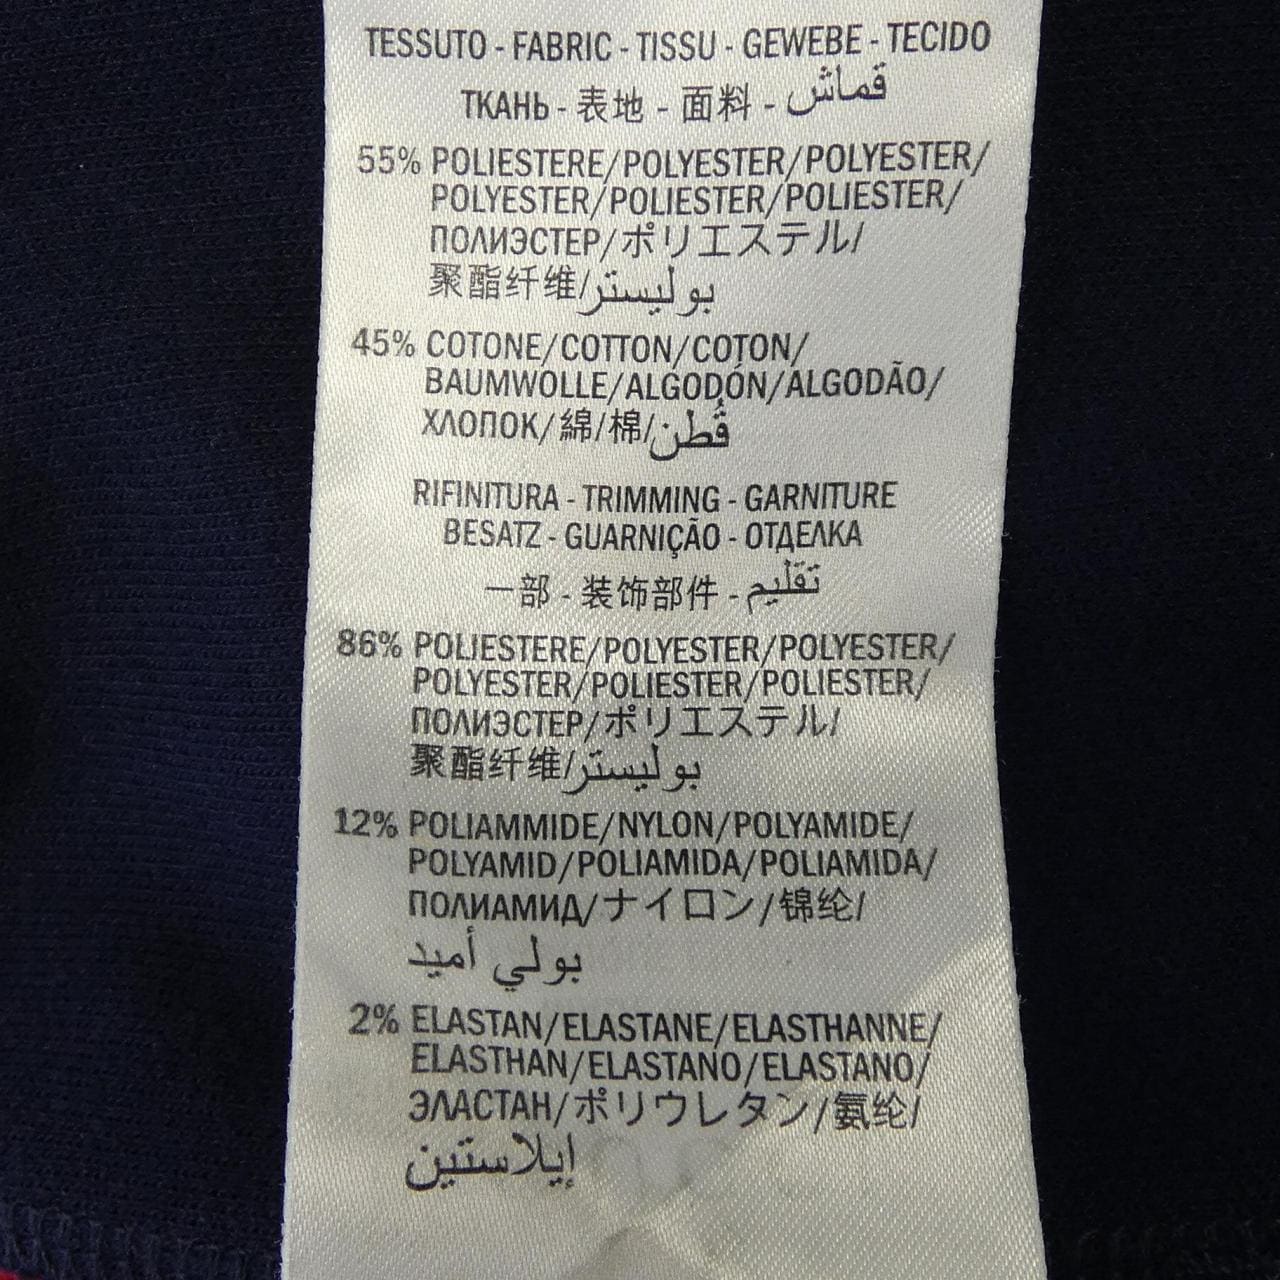 TESSUTO - FABRIC - TISSU - GEWEBE - TECIDO
ТКАНЬ - 表地 - 面料 - قماش
55% POLIESTERE/POLYESTER/POLYESTER/
POLYESTER/POLIESTER/POLIESTER/
ПОЛИЭСТЕР/ポリエステル/
聚酯纤维/بوليستر
45% COTONE/COTTON/COTON/
BAUMWOLLE/ALGODÓN/ALGODÃO/
ХЛОПОК/綿/棉/قُطن
RIFINITURA - TRIMMING - GARNITURE
BESATZ - GUARNIÇÃO - ОТДЕЛКА
一部 - 装饰部件 - تقليم
86% POLIESTERE/POLYESTER/POLYESTER/
POLYESTER/POLIESTER/POLIESTER/
ПОЛИЭСТЕР/ポリエステル/
聚酯纤维/بوليستر
12% POLIAMMIDE/NYLON/POLYAMIDE/
POLYAMID/POLIAMIDA/POLIAMIDA/
ПОЛИАМИД/ナイロン/锦纶/
بولي أميد
2% ELASTAN/ELASTANE/ELASTHANNE/
ELASTHAN/ELASTANO/ELASTANO/
ЭЛАСТАН/ポリウレタン/氨纶/
إيلاستين